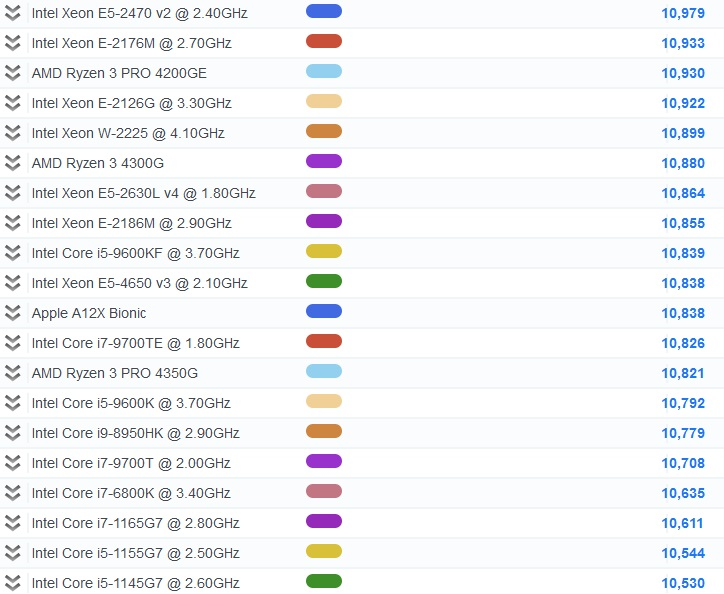 Intel Xeon E5-2470 v2 @ 2.40GHz 10,979
Intel Xeon E-2176M @ 2.70GHz 10,933
AMD Ryzen 3 PRO 4200GE 10,930
Intel Xeon E-2126G @ 3.30GHz 10,922
Intel Xeon W-2225 @ 4.10GHz 10,899
AMD Ryzen 3 4300G 10,880
Intel Xeon E5-2630L v4 @ 1.80GHz 10,864
Intel Xeon E-2186M @ 2.90GHz 10,855
Intel Core i5-9600KF @ 3.70GHz 10,839
Intel Xeon E5-4650 v3 @ 2.10GHz 10,838
Apple A12X Bionic 10,838
Intel Core i7-9700TE @ 1.80GHz 10,826
AMD Ryzen 3 PRO 4350G 10,821
Intel Core i5-9600K @ 3.70GHz 10,792
Intel Core i9-8950HK @ 2.90GHz 10,779
Intel Core i7-9700T @ 2.00GHz 10,708
Intel Core i7-6800K @ 3.40GHz 10,635
Intel Core i7-1165G7 @ 2.80GHz 10,611
Intel Core i5-1155G7 @ 2.50GHz 10,544
Intel Core i5-1145G7 @ 2.60GHz 10,530